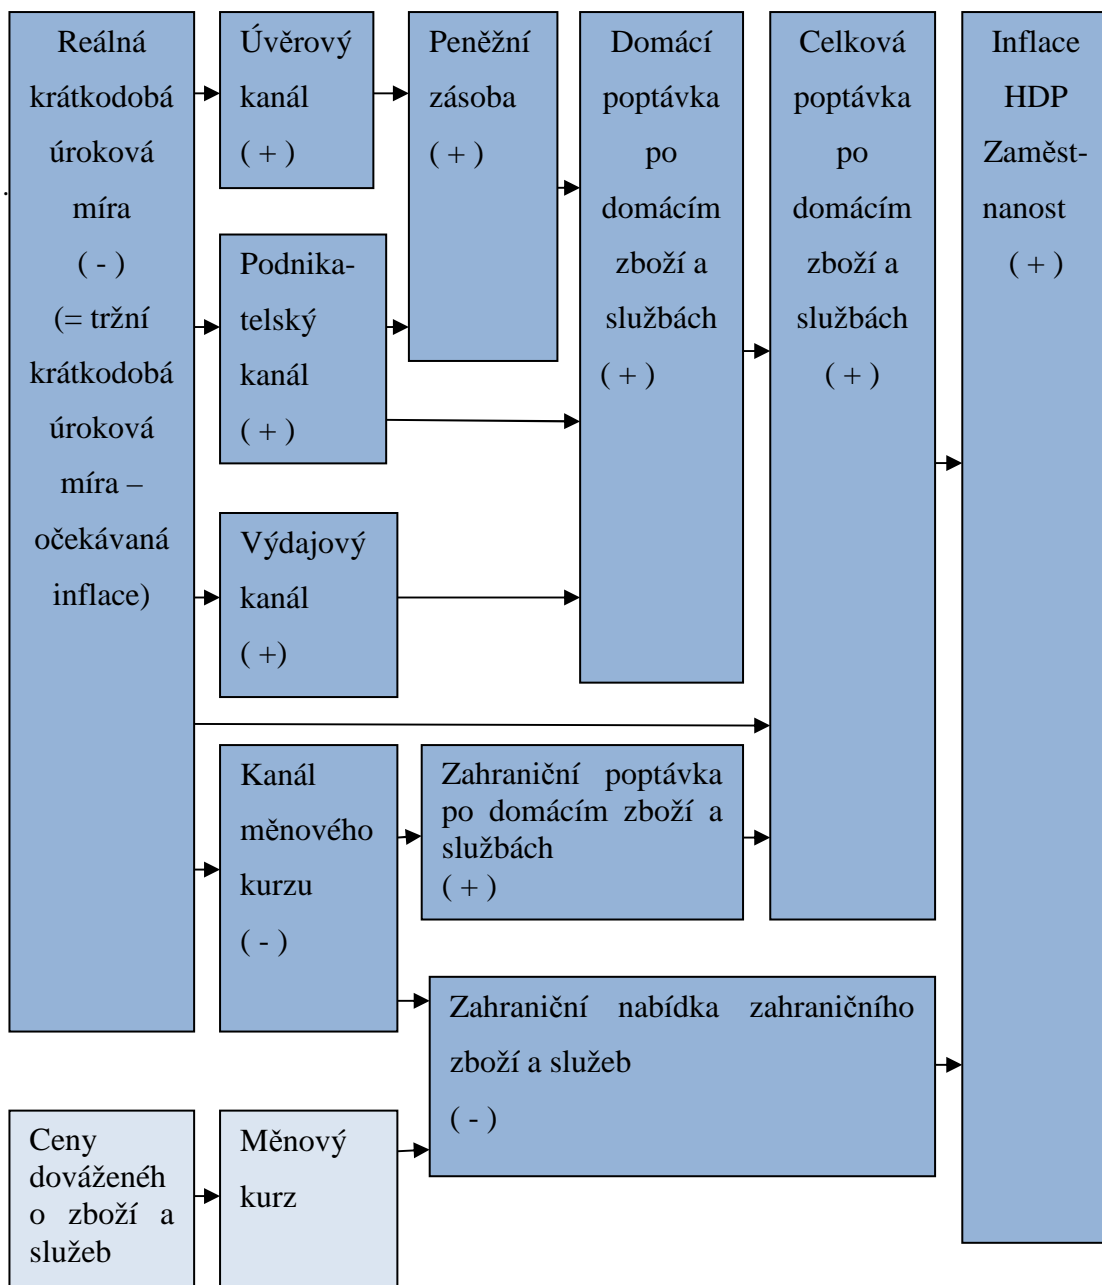 Reálná
krátkodobá
úroková
míra
( - )
(= tržní
krátkodobá
úroková
míra –
očekávaná
inflace)
Úvěrový
kanál
( + )
Podnika-
telský
kanál
( + )
Výdajový
kanál
( +)
Kanál
měnového
kurzu
( - )
Peněžní
zásoba
( + )
Domácí
poptávka
po
domácím
zboží a
službách
( + )
Zahraniční poptávka
po domácím zboží a
službách
( + )
Celková
poptávka
po
domácím
zboží a
službách
( + )
Zahraniční nabídka zahraničního
zboží a služeb
( - )
Inflace
HDP
Zaměst-
nanost
( + )
Ceny
dováženéh
o zboží a
služeb
Měnový
kurz